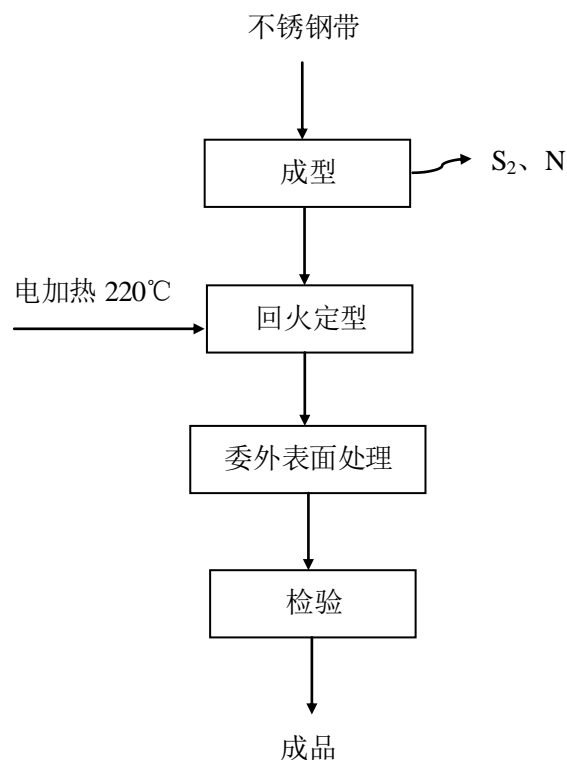 不锈钢带
成型
S₂、N
电加热 220℃
回火定型
委外表面处理
检验
成品